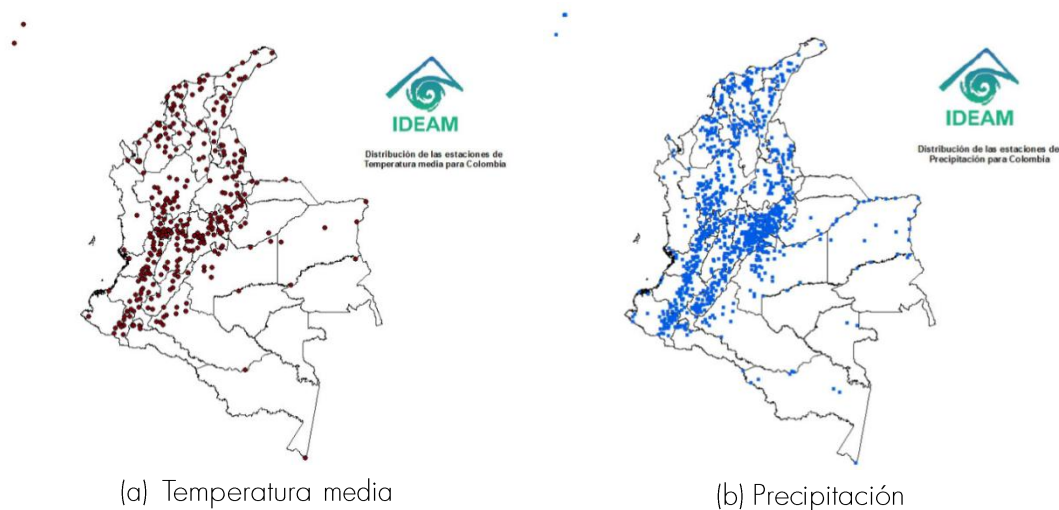 IDEAM
Distribución de las estaciones de
Temperatura media para Colombia
(a) Temperatura media
IDEAM
Distribución de las estaciones de
Precipitación para Colombia
(b) Precipitación